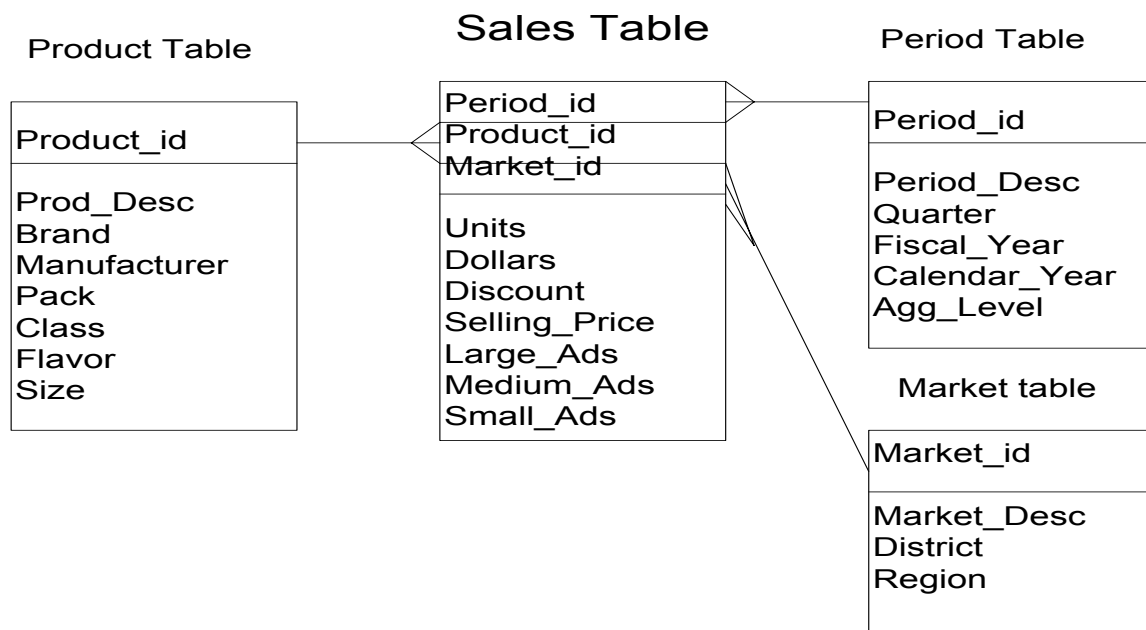 Product Table
Product_id
Prod_Desc
Brand
Manufacturer
Pack
Class
Flavor
Size
Sales Table
Period_id
Product_id
Market_id
Units
Dollars
Discount
Selling_Price
Large_Ads
Medium_Ads
Small_Ads
Period Table
Period_id
Period_Desc
Quarter
Fiscal_Year
Calendar_Year
Agg_Level
Market table
Market_id
Market_Desc
District
Region